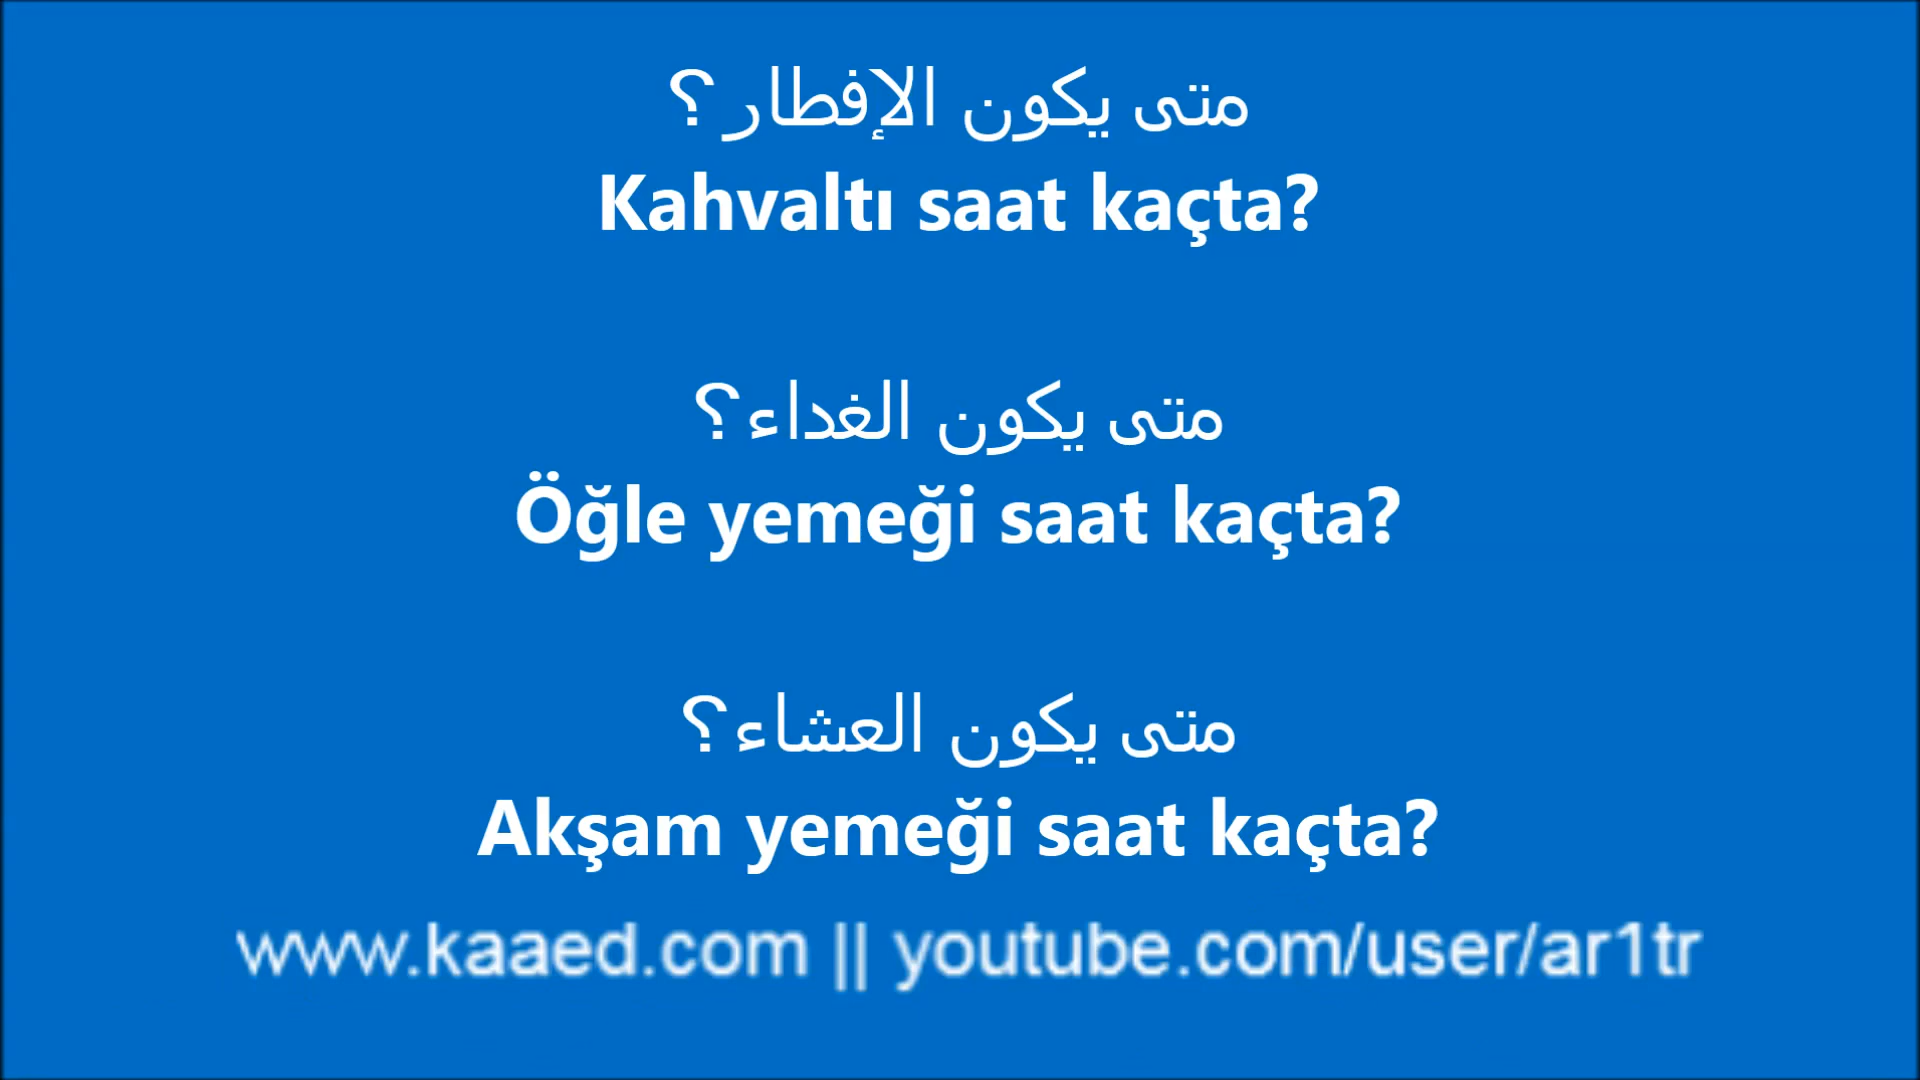 متى يكون الإفطار؟
Kahvaltı saat kaçta?
متى يكون الغداء؟
Öğle yemeği saat kaçta?
متى يكون العشاء؟
Akşam yemeği saat kaçta?
www.kaaed.com || youtube.com/user/ar1tr